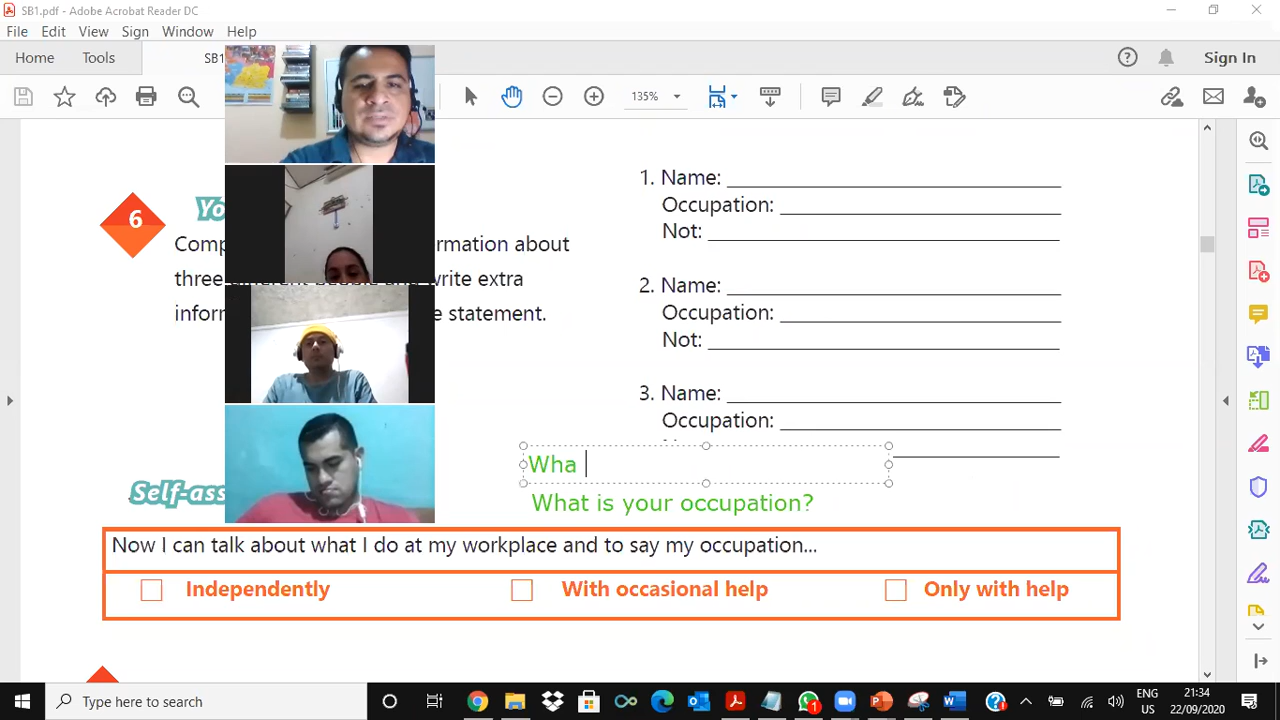 SB1.pdf - Adobe Acrobat Reader DC
File Edit View Sign Window Help
Home Tools SB1
Sign In
135%
6
Yo
1. Name:
Occupation:
Not:
Comp rmation about
three write extra
infor e statement.
2. Name:
Occupation:
Not:
3. Name:
Occupation:
Wha
What is your occupation?
Self-ass
Now I can talk about what I do at my workplace and to say my occupation...
Independently With occasional help Only with help
Type here to search
ENG 21:34
US 22/09/2020